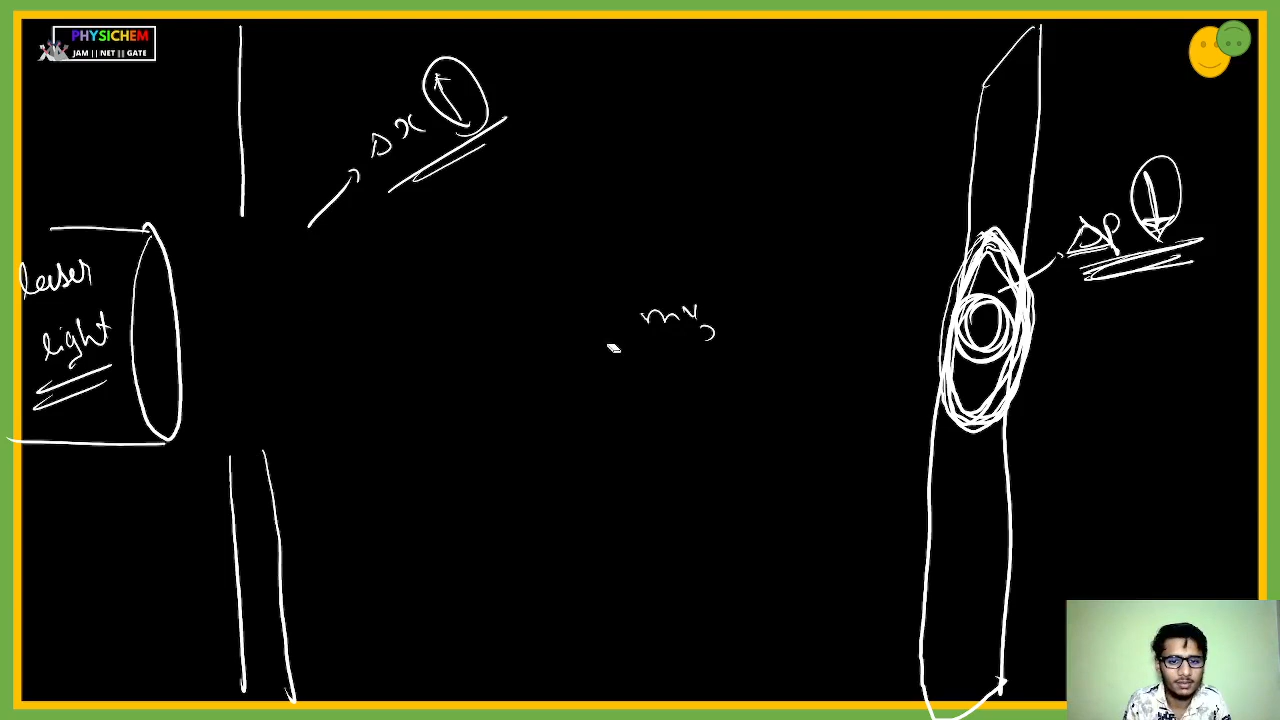 PHYSICHEM
JAM || NET || GATE
Δx ↑
laser
light
mv
Δp ↓